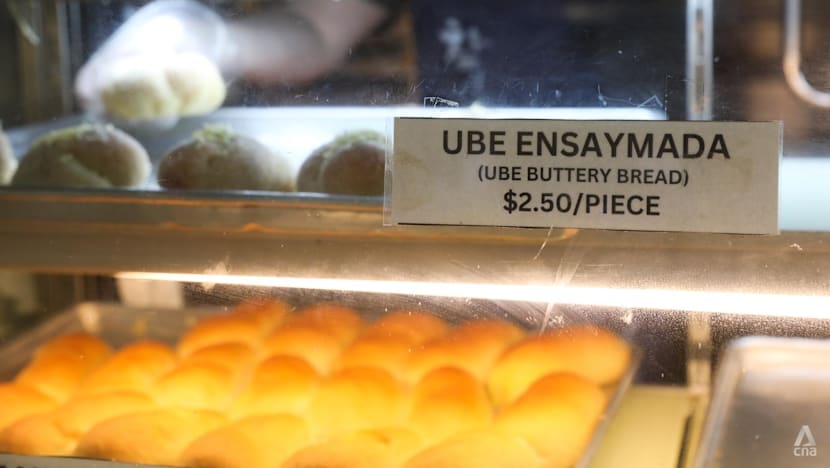 UBE ENSAYMADA
(UBE BUTTERY BREAD)
$2.50/PIECE
cna